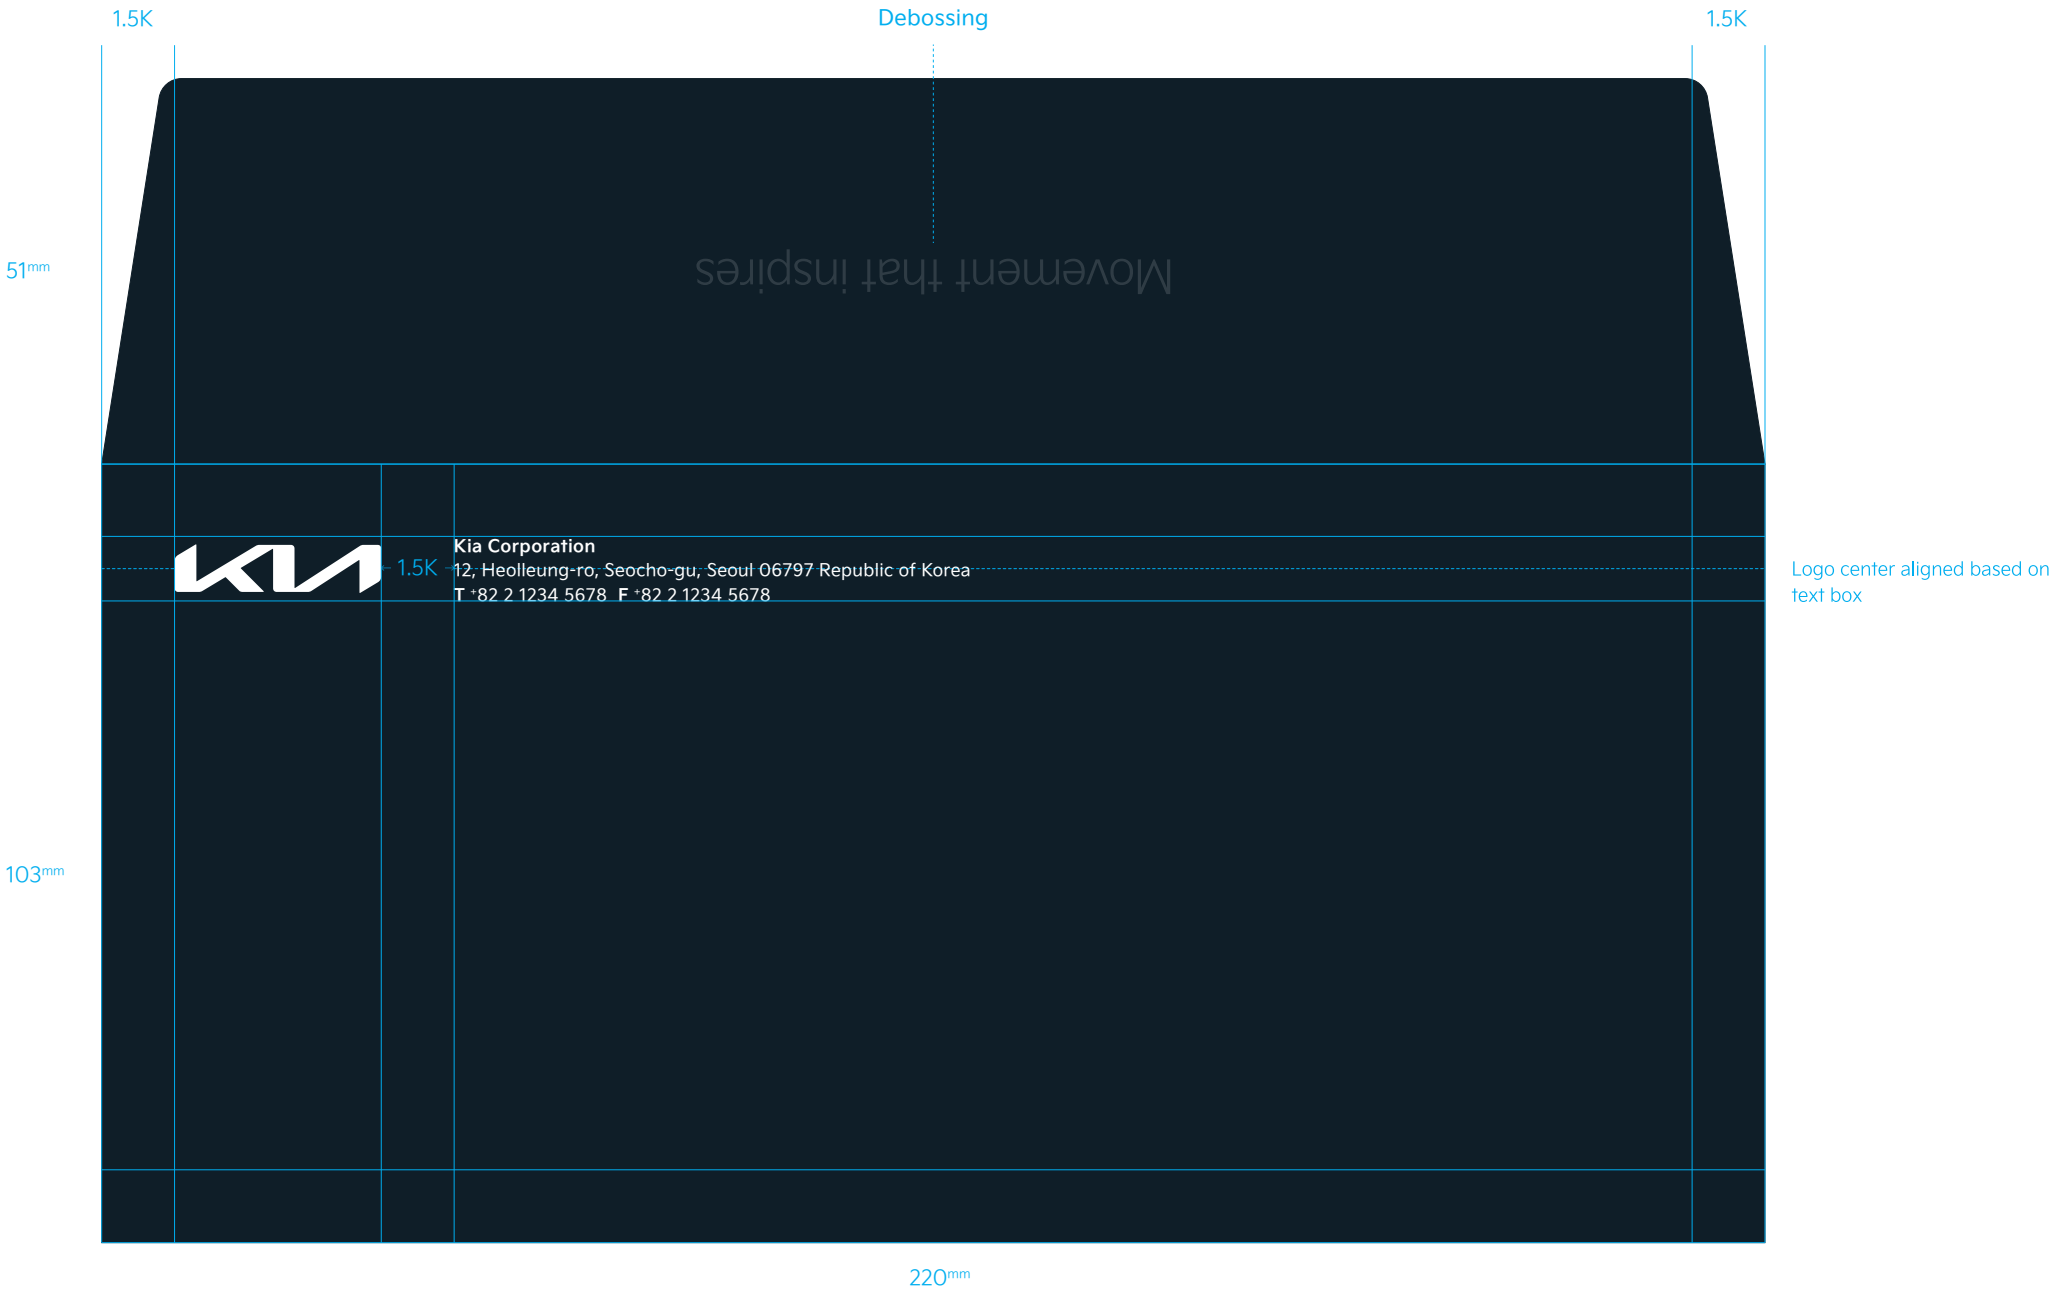 1.5K Debossing 1.5K
51mm
Movement that inspires
KIA
Kia Corporation
1.5K
12, Heolleung-ro, Seocho-gu, Seoul 06797 Republic of Korea
T +82 2 1234 5678 F +82 2 1234 5678
Logo center aligned based on
text box
103mm
220mm